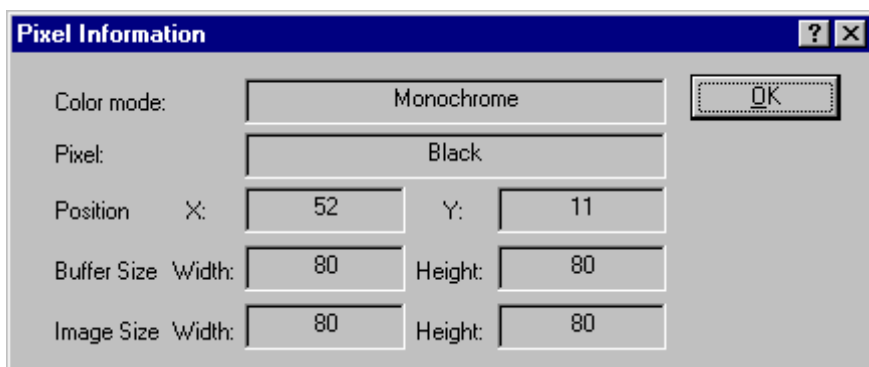 Pixel Information ? ×
Color mode: Monochrome OK
Pixel: Black
Position X: 52 Y: 11
Buffer Size Width: 80 Height: 80
Image Size Width: 80 Height: 80